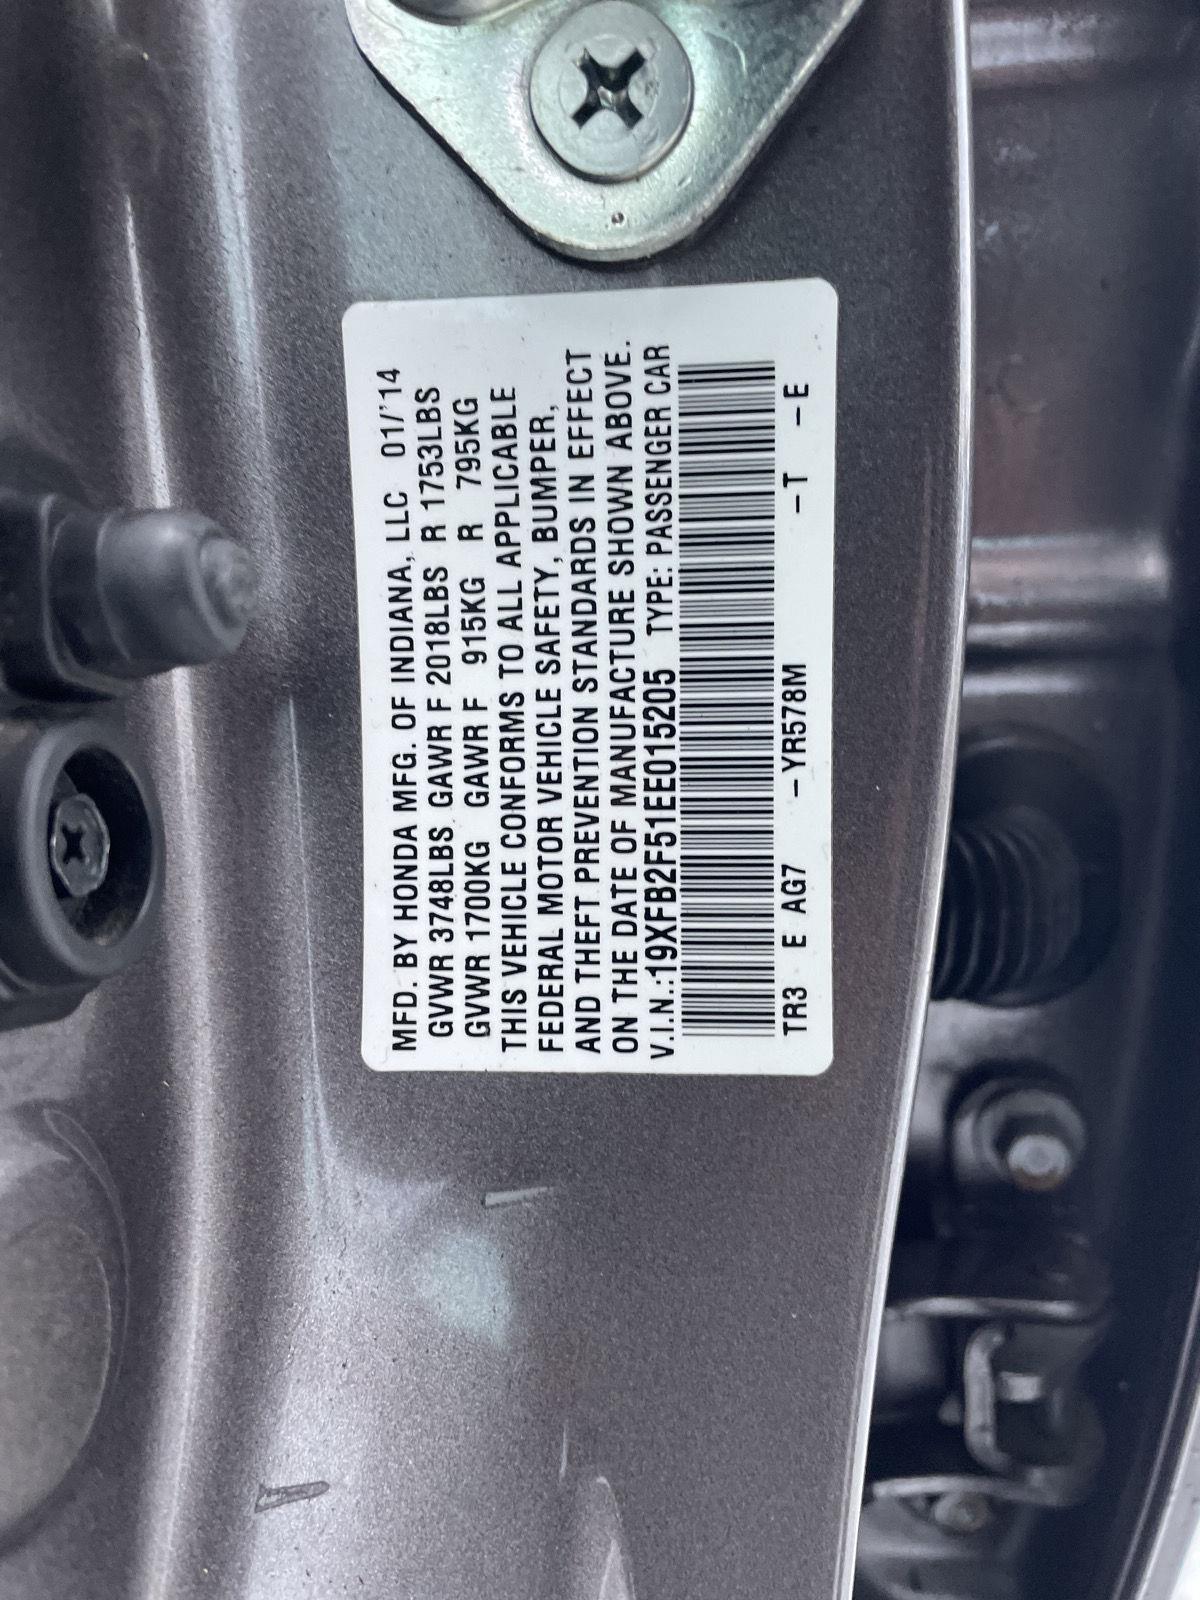 MFD. BY HONDA MFG. OF INDIANA, LLC 01/'14
GVWR 3748LBS GAWR F 2018LBS R 1753LBS
GVWR 1700KG GAWR F 915KG R 795KG
THIS VEHICLE CONFORMS TO ALL APPLICABLE
FEDERAL MOTOR VEHICLE SAFETY, BUMPER,
AND THEFT PREVENTION STANDARDS IN EFFECT
ON THE DATE OF MANUFACTURE SHOWN ABOVE.
V.I.N.:19XFB2F51EE015205 TYPE: PASSENGER CAR
TR3 E AG7 -YR578M -T -E